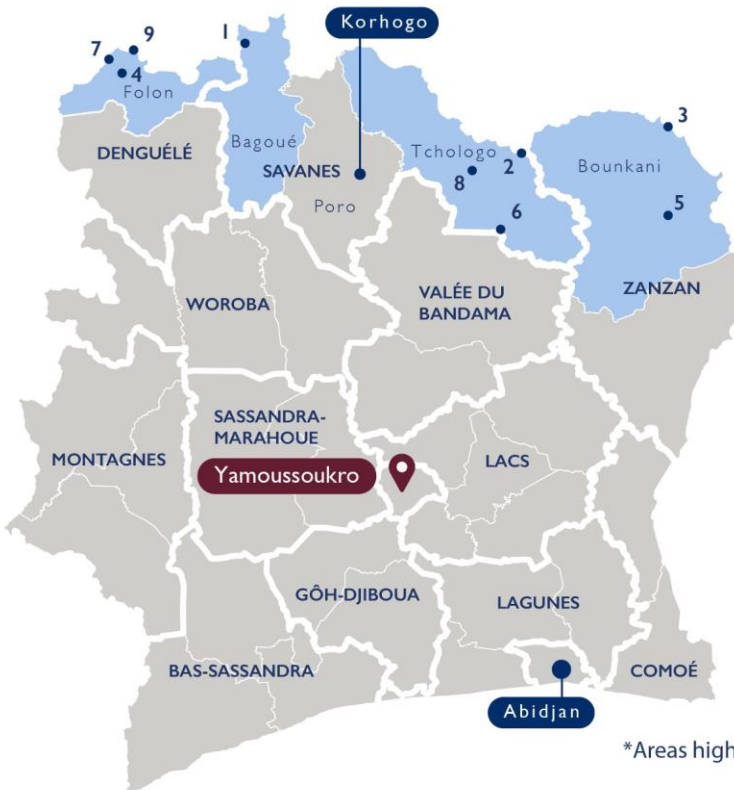 Korhogo
7
9
1
4
Folon
3
DENGUÉLÉ
Bagoué
SAVANES
Tchologo
2
8
Bounkani
Poro
6
5
WOROBA
VALÉE DU
BANDAMA
ZANZAN
SASSANDRA-
MARAHOUE
MONTAGNES
Yamoussoukro
LACS
GÔH-DJIBOUA
LAGUNES
BAS-SASSANDRA
COMOÉ
Abidjan
*Areas high